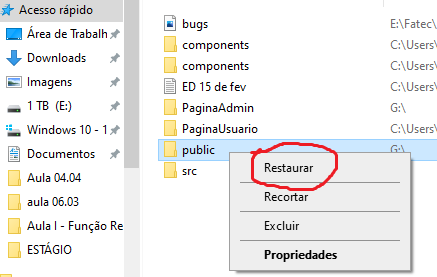 Acesso rápido
Área de Trabalh
Downloads
Imagens
1 TB (E:)
Windows 10 - 1
Documentos
Aula 04.04
aula 06.03
Aula I - Função Re
ESTÁGIO
bugs E:\Fatec\
components C:\Users\
components C:\Users\
ED 15 de fev C:\Users\
PaginaAdmin G:\
PaginaUsuario C:\Users\
public G:\
src
Restaurar
Recortar
Excluir
Propriedades